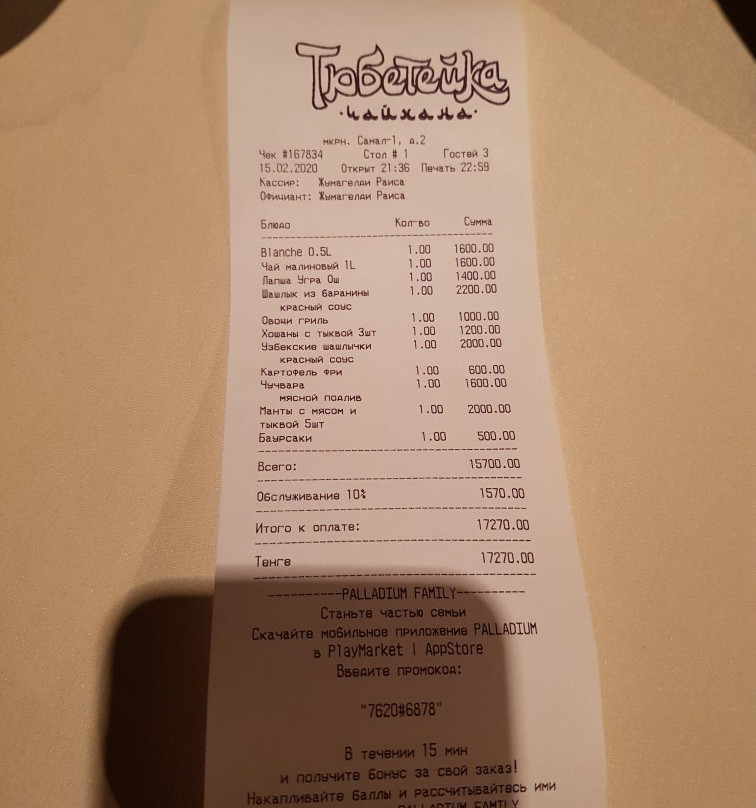 Тюбетейка
·чайхана·
мкрн. Самал-1, д.2
Чек #167834 Стол # 1 Гостей 3
15.02.2020 Открыт 21:36 Печать 22:59
Кассир: Жумагелди Раиса
Официант: Жумагелди Раиса
Блюдо Кол-во Сумма
Blanche 0.5L 1.00 1600.00
Чай малиновый 1L 1.00 1600.00
Лапша Угра Ош 1.00 1400.00
Шашлык из баранины 1.00 2200.00
красный соус
Овочи гриль 1.00 1000.00
Хошаны с тыквой 3шт 1.00 1200.00
Узбекские шашлычки 1.00 2000.00
красный соус
Картофель фри 1.00 600.00
Чучвара 1.00 1600.00
мясной подлив
Манты с мясом и 1.00 2000.00
тыквой 5шт
Баурсаки 1.00 500.00
Всего: 15700.00
Обслуживание 10% 1570.00
Итого к оплате: 17270.00
Тенге 17270.00
----------PALLADIUM FAMILY----------
Станьте частью семьи
Скачайте мобильное приложение PALLADIUM
в PlayMarket | AppStore
Введите промокод:
"7620#6878"
В течении 15 мин
и получите бонус за свой заказ!
Накапливайте баллы и рассчитывайтесь ими
PALLADIUM FAMILY